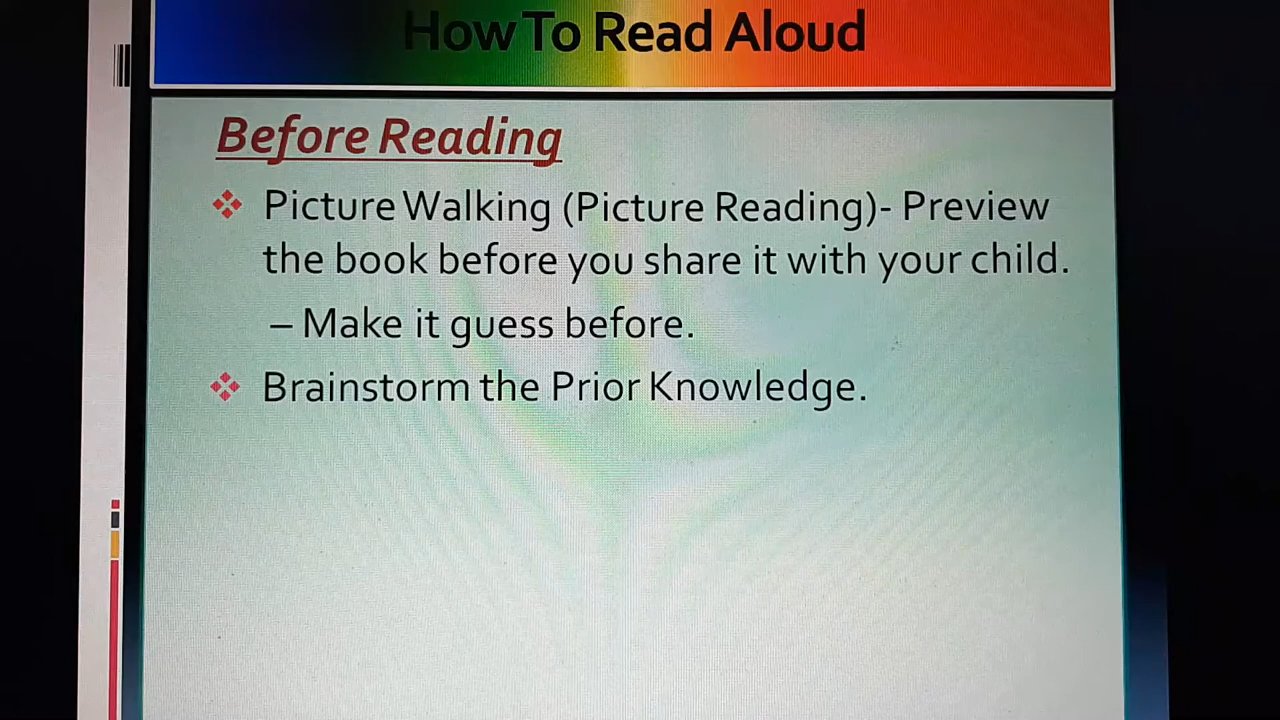 How To Read Aloud
Before Reading
Picture Walking (Picture Reading)- Preview
the book before you share it with your child.
– Make it guess before.
Brainstorm the Prior Knowledge.